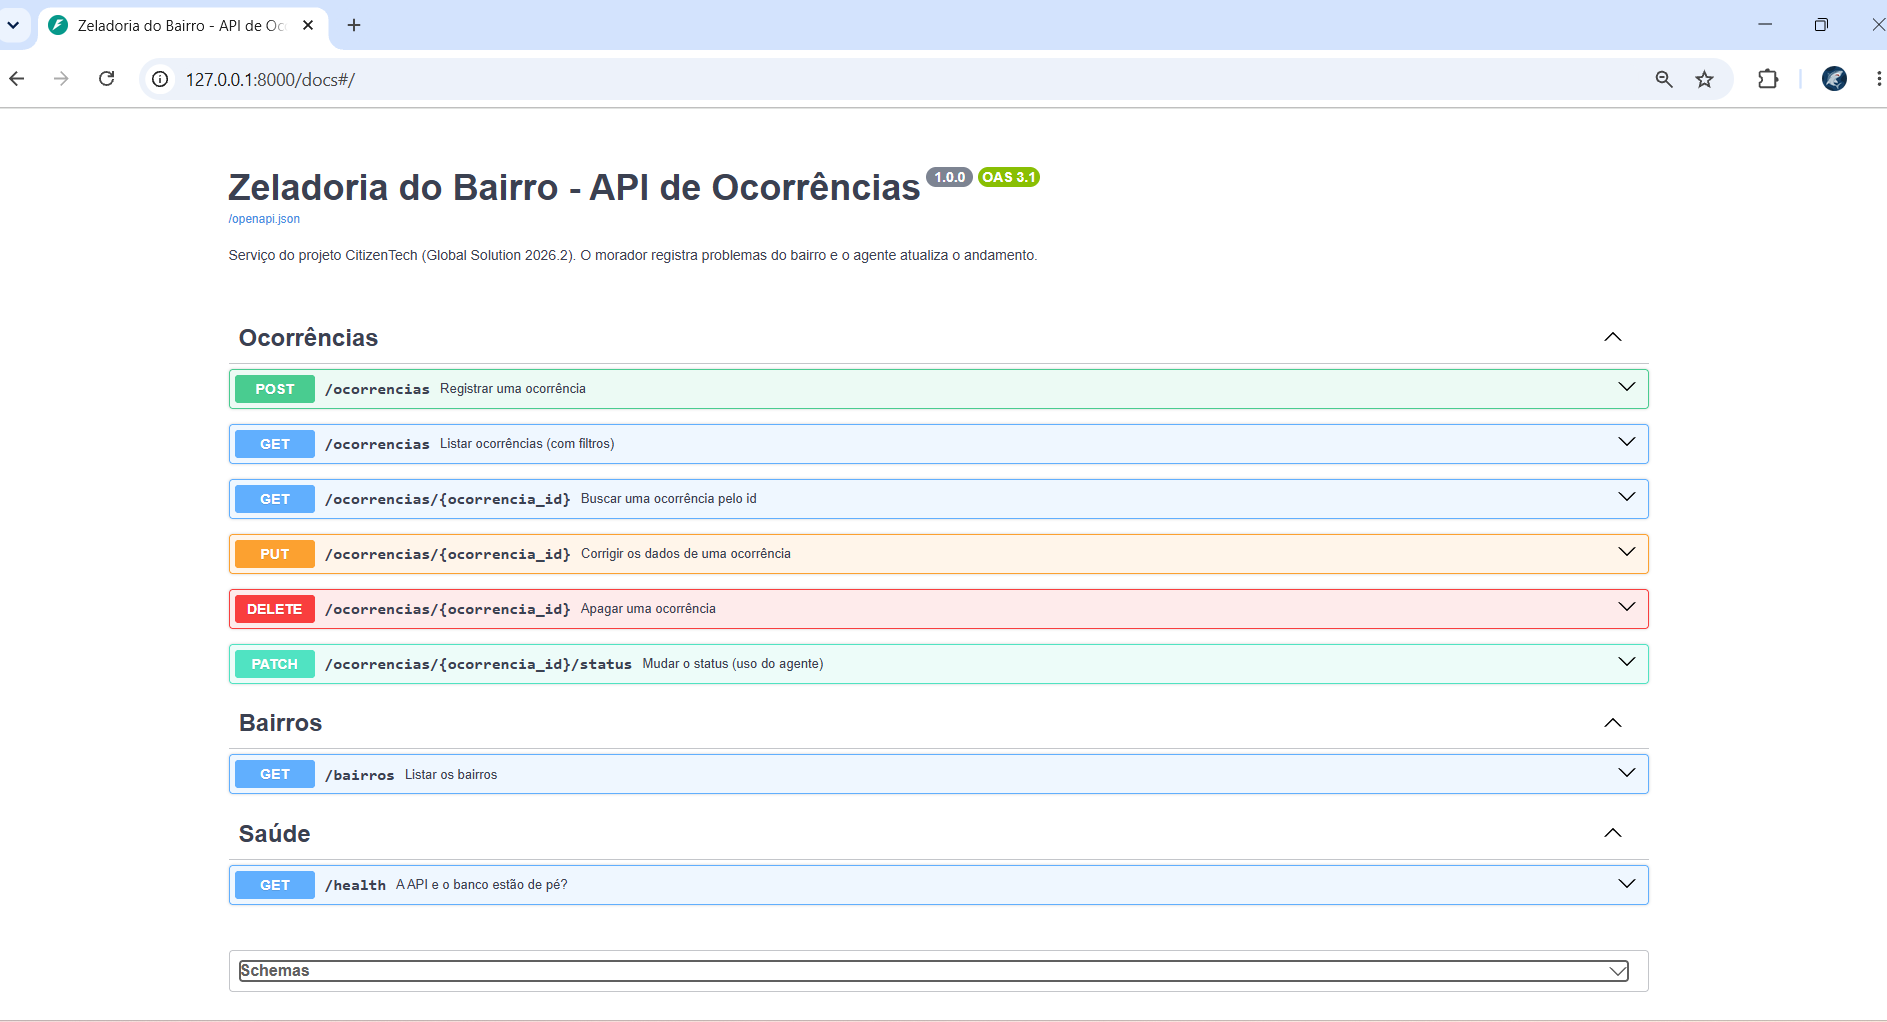 Zeladoria do Bairro - API de Oc
127.0.0.1:8000/docs#/
Zeladoria do Bairro - API de Ocorrências 1.0.0 OAS 3.1
/openapi.json
Serviço do projeto CitizenTech (Global Solution 2026.2). O morador registra problemas do bairro e o agente atualiza o andamento.
Ocorrências
POST /ocorrencias Registrar uma ocorrência
GET /ocorrencias Listar ocorrências (com filtros)
GET /ocorrencias/{ocorrencia_id} Buscar uma ocorrência pelo id
PUT /ocorrencias/{ocorrencia_id} Corrigir os dados de uma ocorrência
DELETE /ocorrencias/{ocorrencia_id} Apagar uma ocorrência
PATCH /ocorrencias/{ocorrencia_id}/status Mudar o status (uso do agente)
Bairros
GET /bairros Listar os bairros
Saúde
GET /health A API e o banco estão de pé?
Schemas